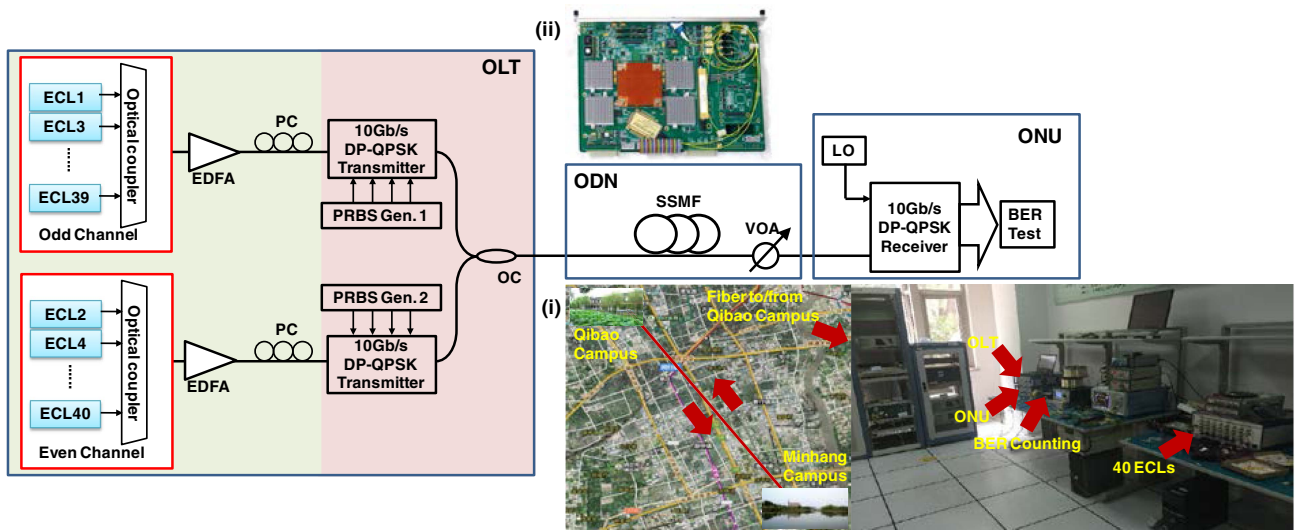 OLT
ECL1
ECL3
ECL39
Optical coupler
Odd Channel
EDFA
PC
10Gb/s
DP-QPSK
Transmitter
PRBS Gen. 1
ECL2
ECL4
ECL40
Optical coupler
Even Channel
EDFA
PC
PRBS Gen. 2
10Gb/s
DP-QPSK
Transmitter
OC
(ii)
ODN
SSMF
VOA
ONU
LO
10Gb/s
DP-QPSK
Receiver
BER
Test
(i)
Fiber to/from
Qibao Campus
Qibao
Campus
Minhang
Campus
OLT
ONU
BER Counting
40 ECLs